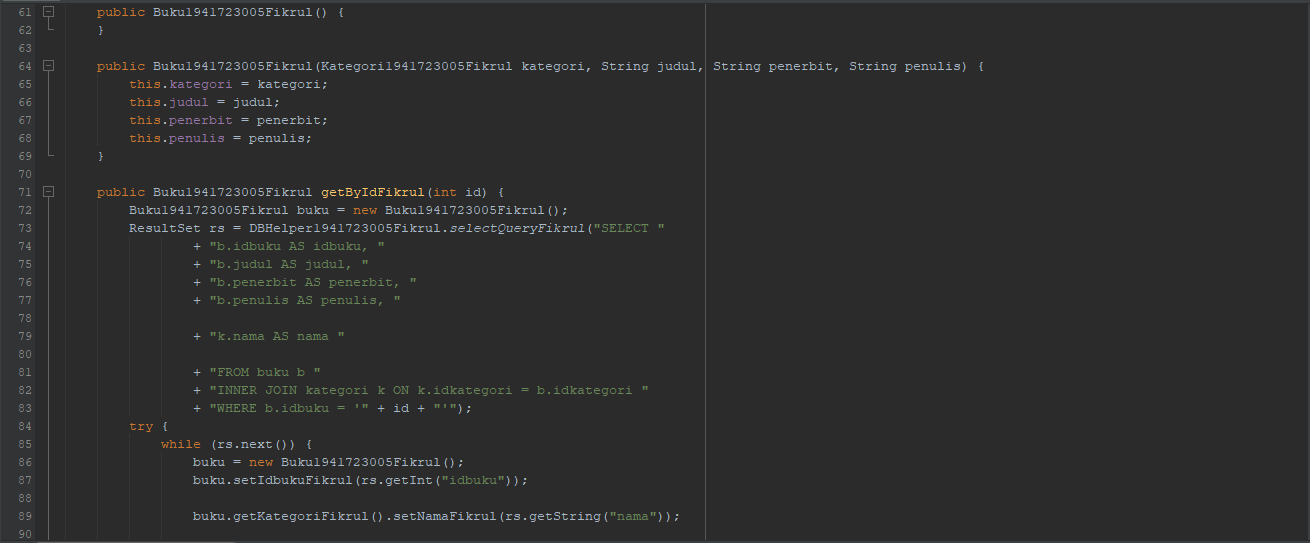 61 public Buku1941723005Fikrul() {
62 }
63
64 public Buku1941723005Fikrul(Kategori1941723005Fikrul kategori, String judul, String penerbit, String penulis) {
65 this.kategori = kategori;
66 this.judul = judul;
67 this.penerbit = penerbit;
68 this.penulis = penulis;
69 }
70
71 public Buku1941723005Fikrul getByIdFikrul(int id) {
72 Buku1941723005Fikrul buku = new Buku1941723005Fikrul();
73 ResultSet rs = DBHelper1941723005Fikrul.selectQueryFikrul("SELECT "
74 + "b.idbuku AS idbuku, "
75 + "b.judul AS judul, "
76 + "b.penerbit AS penerbit, "
77 + "b.penulis AS penulis, "
78
79 + "k.nama AS nama "
80
81 + "FROM buku b "
82 + "INNER JOIN kategori k ON k.idkategori = b.idkategori "
83 + "WHERE b.idbuku = '" + id + "'");
84 try {
85 while (rs.next()) {
86 buku = new Buku1941723005Fikrul();
87 buku.setIdbukuFikrul(rs.getInt("idbuku"));
88
89 buku.getKategoriFikrul().setNamaFikrul(rs.getString("nama"));
90